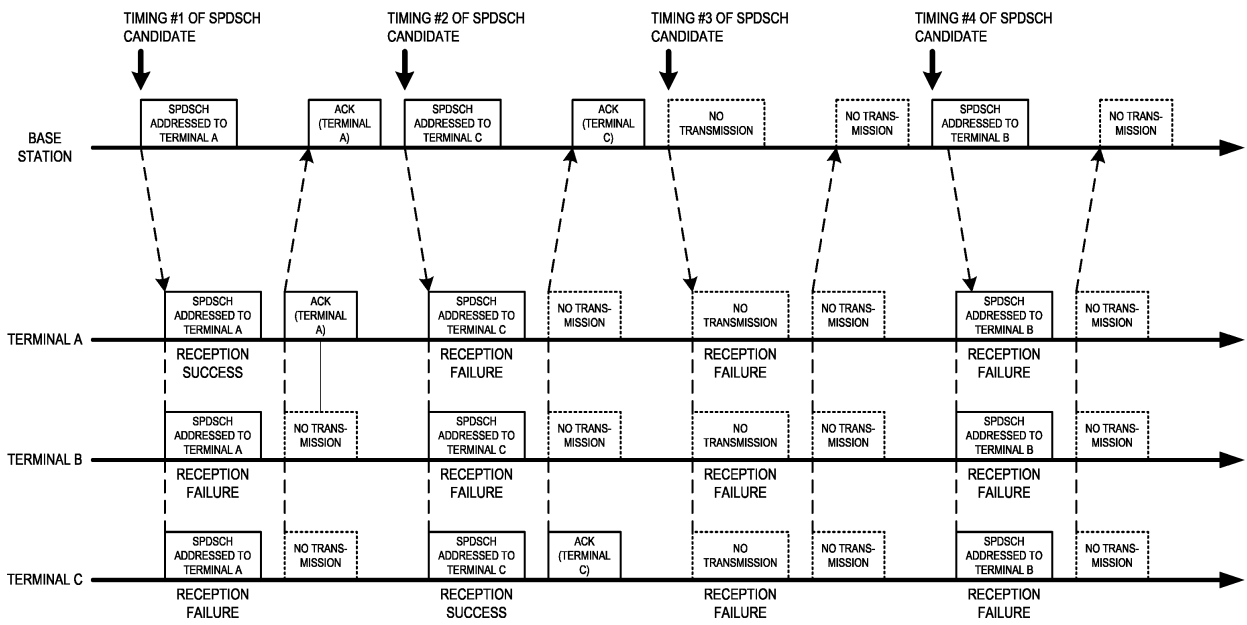 TIMING #1 OF SPDSCH
CANDIDATE
TIMING #2 OF SPDSCH
CANDIDATE
TIMING #3 OF SPDSCH
CANDIDATE
TIMING #4 OF SPDSCH
CANDIDATE
BASE
STATION
SPDSCH
ADDRESSED TO
TERMINAL A
ACK
(TERMINAL
A)
SPDSCH
ADDRESSED TO
TERMINAL C
ACK
(TERMINAL
C)
NO
TRANSMISSION
NO TRANS-
MISSION
SPDSCH
ADDRESSED TO
TERMINAL B
NO TRANS-
MISSION
TERMINAL A
SPDSCH
ADDRESSED TO
TERMINAL A
RECEPTION
SUCCESS
ACK
(TERMINAL
A)
SPDSCH
ADDRESSED TO
TERMINAL C
RECEPTION
FAILURE
NO TRANS-
MISSION
NO
TRANSMISSION
RECEPTION
FAILURE
NO TRANS-
MISSION
SPDSCH
ADDRESSED TO
TERMINAL B
RECEPTION
FAILURE
NO TRANS-
MISSION
TERMINAL B
SPDSCH
ADDRESSED TO
TERMINAL A
RECEPTION
FAILURE
NO TRANS-
MISSION
SPDSCH
ADDRESSED TO
TERMINAL C
RECEPTION
FAILURE
NO TRANS-
MISSION
NO
TRANSMISSION
RECEPTION
FAILURE
NO TRANS-
MISSION
SPDSCH
ADDRESSED TO
TERMINAL B
RECEPTION
FAILURE
NO TRANS-
MISSION
TERMINAL C
SPDSCH
ADDRESSED TO
TERMINAL A
RECEPTION
FAILURE
NO TRANS-
MISSION
SPDSCH
ADDRESSED TO
TERMINAL C
RECEPTION
SUCCESS
ACK
(TERMINAL
C)
NO
TRANSMISSION
RECEPTION
FAILURE
NO TRANS-
MISSION
SPDSCH
ADDRESSED TO
TERMINAL B
RECEPTION
FAILURE
NO TRANS-
MISSION